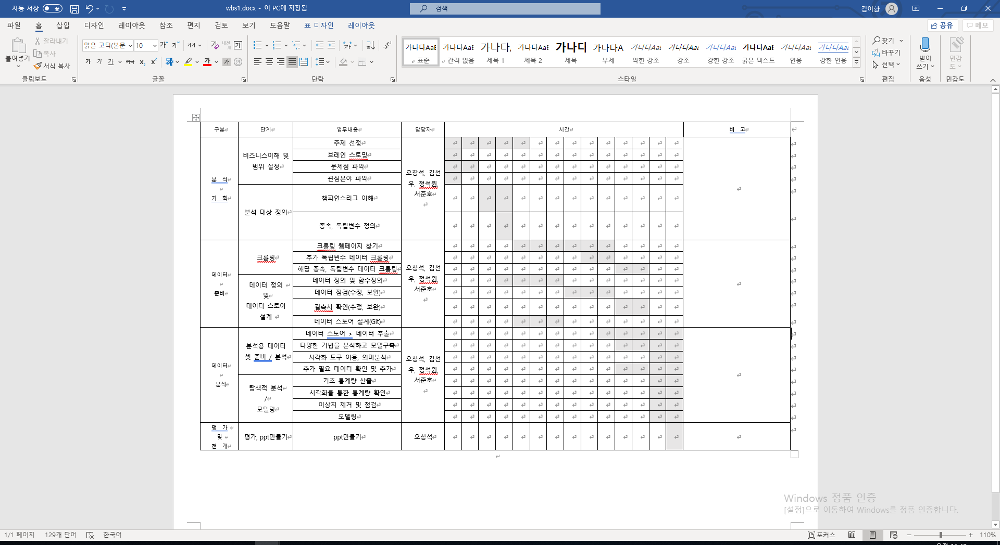 자동 저장 끔
wbs1.docx - 이 PC에 저장됨
검색
김이환
파일 홈 삽입 디자인 레이아웃 참조 편지 검토 보기 도움말 표 디자인 레이아웃
공유 메모
붙여넣기
잘라내기
복사
서식 복사
클립보드
맑은 고딕(본문 10
글꼴
단락
가나다AaE 가나다AaE 가나다, 가나다AaE 가나디 가나다A 가나다AaL 가나다AaL 가나다AaL 가나다AaE 가나다AaL 가나다AaL
표준 간격 없음 제목 1 제목 2 제목 부제 약한 강조 강조 강한 강조 굵은 텍스트 인용 강한 인용
스타일
찾기
바꾸기
선택
편집
받아
쓰기
음성
민감
도
민감도
구분 단계 업무내용 담당자 시간 비 고
분 석
기 획
비즈니스이해 및
범위 설정
주제 선정
브레인 스토밍
문제점 파악
관심분야 파악
분석 대상 정의
챔피언스리그 이해
종속, 독립변수 정의
오창석, 김선
우, 정석원,
서준호
데이터
준비
크롤링
크롤링 웹페이지 찾기
추가 독립변수 데이터 크롤링
해당 종속, 독립변수 데이터 크롤링
데이터 정의
및
데이터 스토어
설계
데이터 정의 및 함수정의
데이터 점검(수정, 보완)
결측치 확인(수정, 보완)
데이터 스토어 설계(Git)
오창석, 김선
우, 정석원,
서준호
데이터
분석
분석용 데이터
셋 준비 / 분석
데이터 스토어 > 데이터 추출
다양한 기법을 분석하고 모델구축
시각화 도구 이용, 의미분석
추가 필요 데이터 확인 및 추가
탐색적 분석
/
모델링
기초 통계량 산출
시각화를 통한 통계량 확인
이상치 제거 및 점검
모델링
오창석, 김선
우, 정석원,
서준호
평 가
및
전 개
평가, ppt만들기
ppt만들기
오창석
Windows 정품 인증
[설정]으로 이동하여 Windows를 정품 인증합니다.
1/1 페이지 129개 단어 한국어
포커스 110%